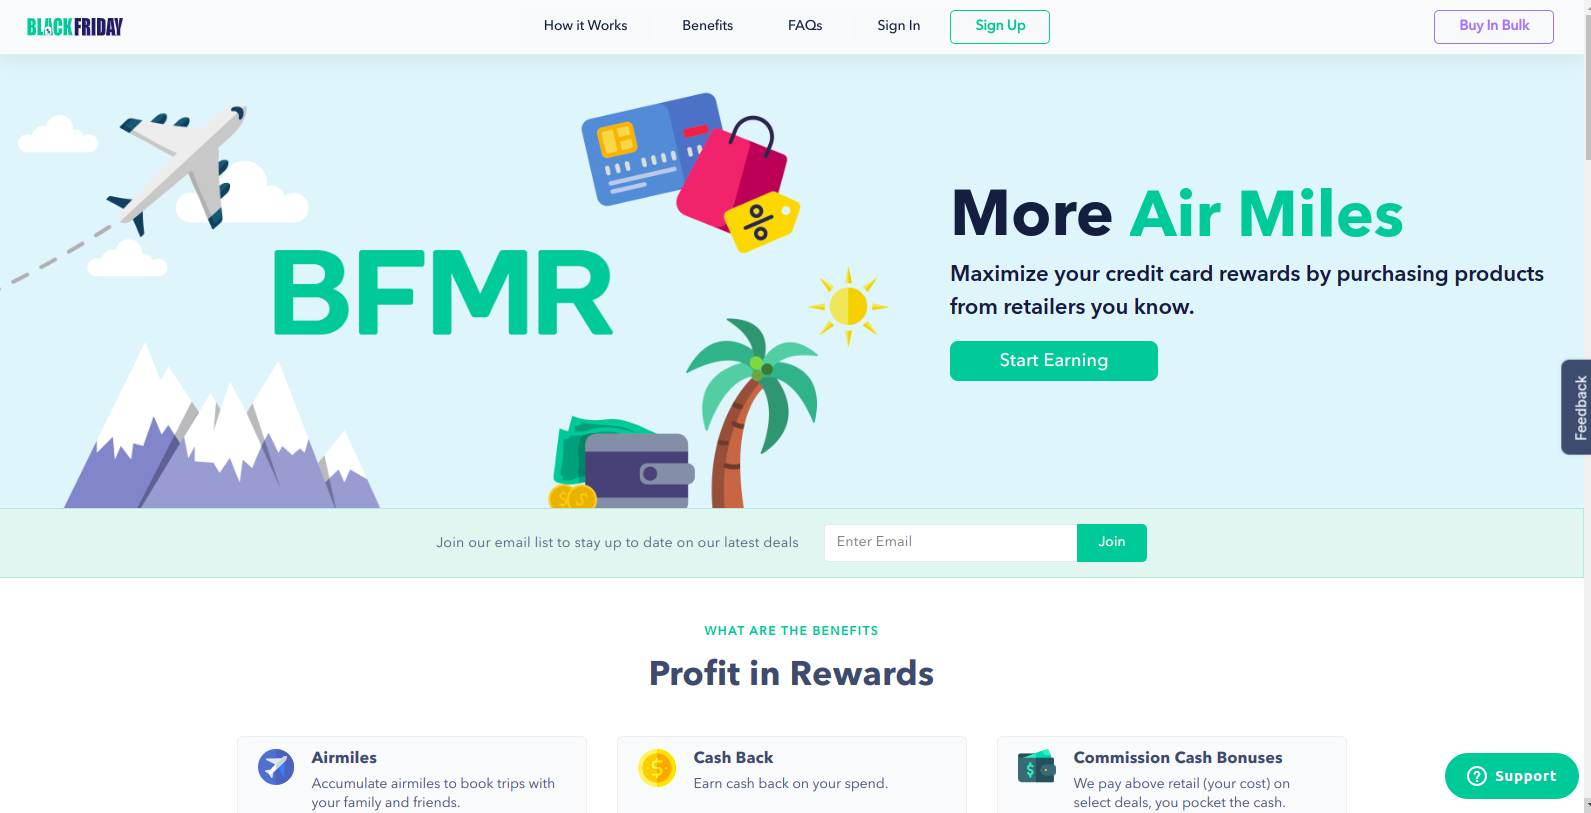 BLACKFRIDAY
How it Works
Benefits
FAQs
Sign In
Sign Up
Buy In Bulk
BFMR
%
More Air Miles
Maximize your credit card rewards by purchasing products
from retailers you know.
Start Earning
Feedback
$ $
Join our email list to stay up to date on our latest deals
Enter Email
Join
WHAT ARE THE BENEFITS
Profit in Rewards
Airmiles
Accumulate airmiles to book trips with
your family and friends.
$
Cash Back
Earn cash back on your spend.
$
Commission Cash Bonuses
We pay above retail (your cost) on
select deals, you pocket the cash.
? Support